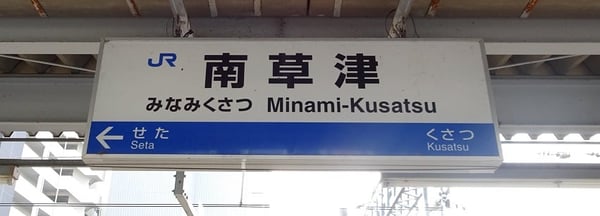 JR 南草津
みなみくさつ Minami-Kusatsu
← せた くさつ
Seta Kusatsu